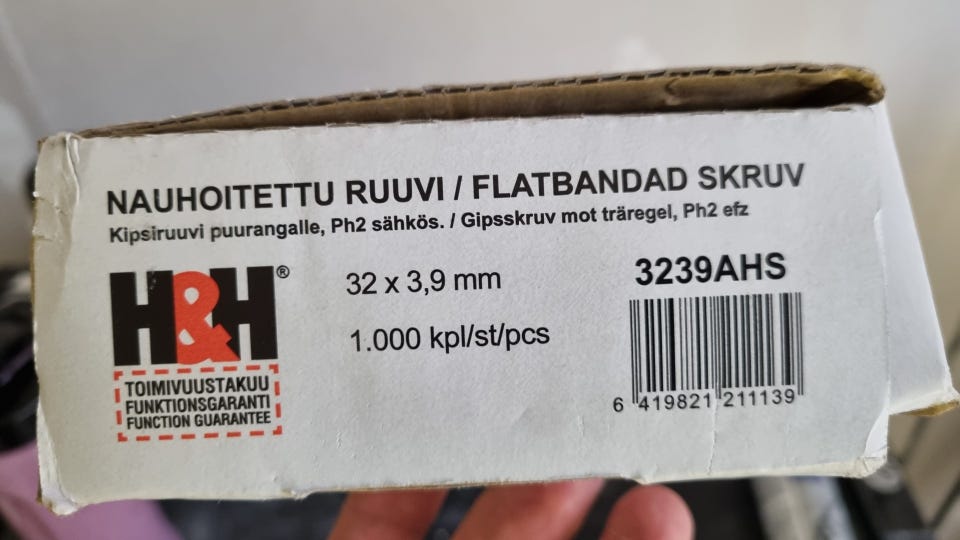 NAUHOITETTU RUUVI / FLATBANDAD SKRUV
Kipsiruuvi puurangalle, Ph2 sähkös. / Gipsskruv mot träregel, Ph2 efz
H&H®
32 x 3,9 mm
3239AHS
1.000 kpl/st/pcs
TOIMIVUUSTAKUU
FUNKTIONSGARANTI
FUNCTION GUARANTEE
6 419821 211139